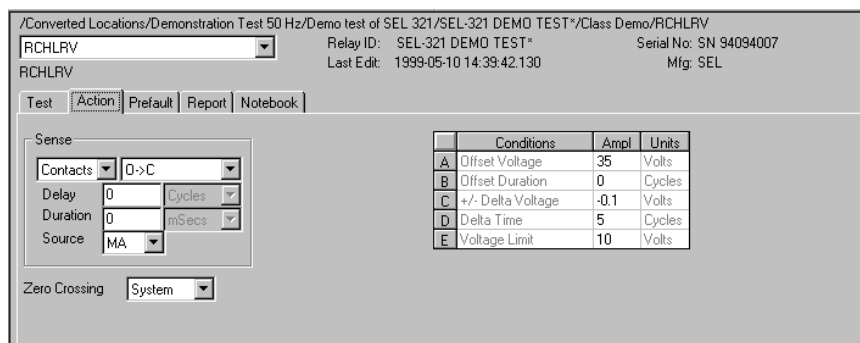 /Converted Locations/Demonstration Test 50 Hz/Demo test of SEL 321/SEL-321 DEMO TEST*/Class Demo/RCHLRV
RCHLRV Relay ID: SEL-321 DEMO TEST* Serial No: SN 94094007
Last Edit: 1999-05-10 14:39:42.130 Mfg: SEL
RCHLRV
Test Action Prefault Report Notebook
Sense
Contacts O->C
Delay 0 Cycles
Duration 0 mSecs
Source MA
Zero Crossing System
Conditions Ampl Units
A Offset Voltage 35 Volts
B Offset Duration 0 Cycles
C +/- Delta Voltage -0.1 Volts
D Delta Time 5 Cycles
E Voltage Limit 10 Volts